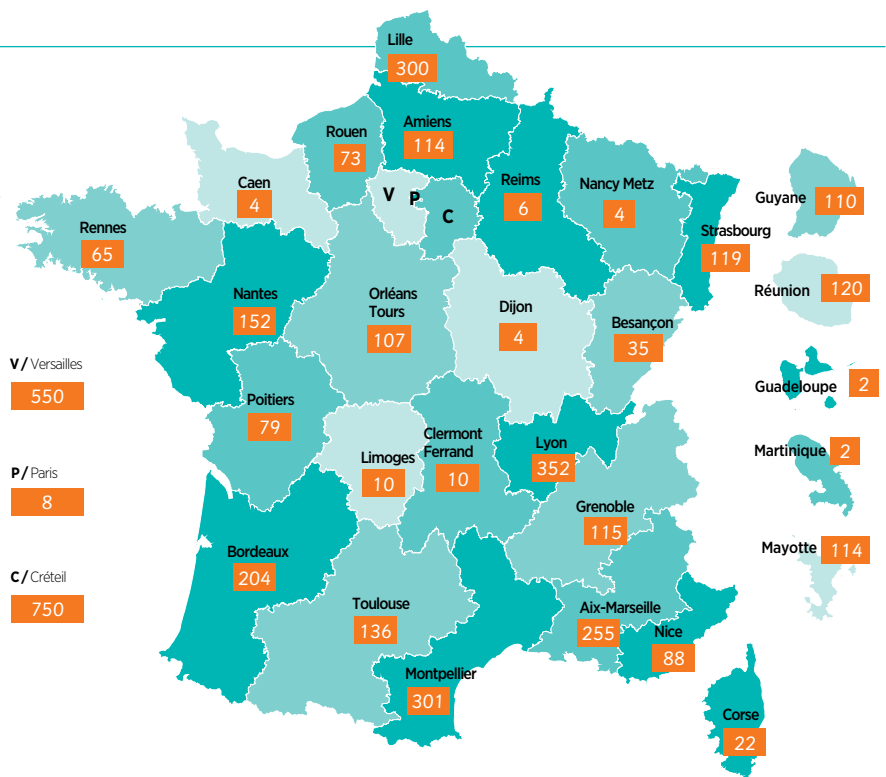 Lille
300
Amiens
114
Rouen
73
Caen
4
V
P
C
Reims
6
Nancy Metz
4
Strasbourg
119
Rennes
65
Nantes
152
Orléans
Tours
107
Dijon
4
Besançon
35
Poitiers
79
Limoges
10
Clermont
Ferrand
10
Lyon
352
Grenoble
115
Bordeaux
204
Toulouse
136
Aix-Marseille
255
Nice
88
Montpellier
301
Corse
22
V / Versailles
550
P / Paris
8
C / Créteil
750
Guyane
110
Réunion
120
Guadeloupe
2
Martinique
2
Mayotte
114